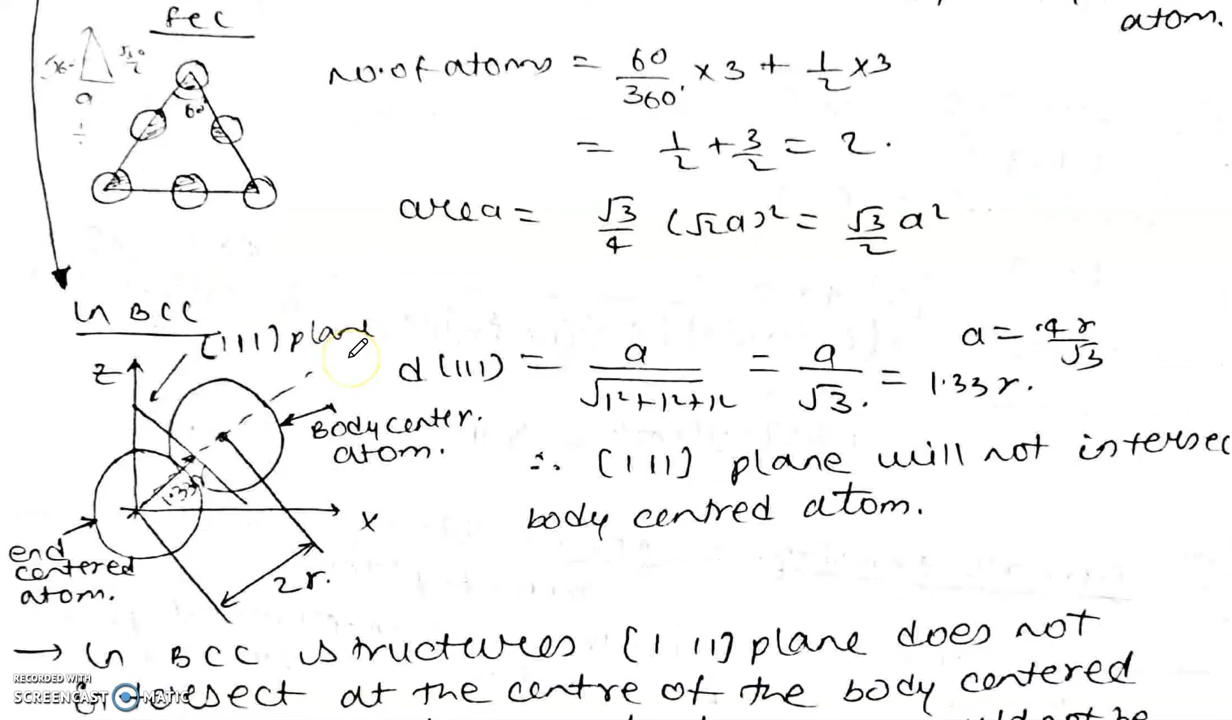 atom.
FCC
no. of atoms = 60/360° × 3 + 1/2 × 3
60°
a
= 1/2 + 3/2 = 2.
area = √3/4 (√2a)² = √3/2 a²
In BCC
(111) plane
Z
d(111) = a/√1²+1²+1² = a/√3. = 1.33r.
a = 4r/√3
Body center.
atom.
1.33r
∴ (111) plane will not intersec
body centred atom.
X
end
centered
atom.
2r.
→ In BCC structures (111) plane does not
intersect at the centre of the body centered
RECORDED WITH
SCREENCAST MATIC